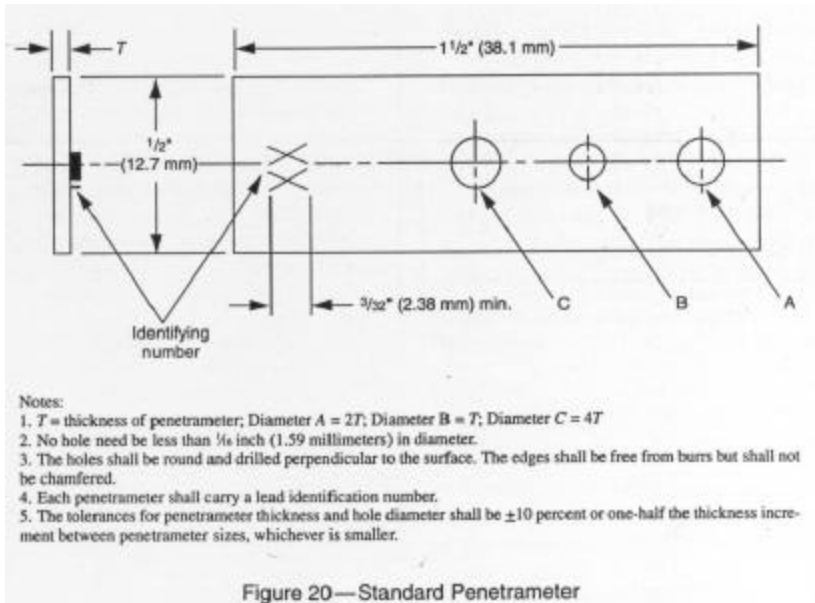 T
1 1/2" (38.1 mm)
1/2"
(12.7 mm)
3/32" (2.38 mm) min.
C
B
A
Identifying
number
Notes:
1. T = thickness of penetrameter; Diameter A = 2T; Diameter B = T; Diameter C = 4T
2. No hole need be less than 1/16 inch (1.59 millimeters) in diameter.
3. The holes shall be round and drilled perpendicular to the surface. The edges shall be free from burrs but shall not
be chamfered.
4. Each penetrameter shall carry a lead identification number.
5. The tolerances for penetrameter thickness and hole diameter shall be ±10 percent or one-half the thickness incre-
ment between penetrameter sizes, whichever is smaller.
Figure 20—Standard Penetrameter